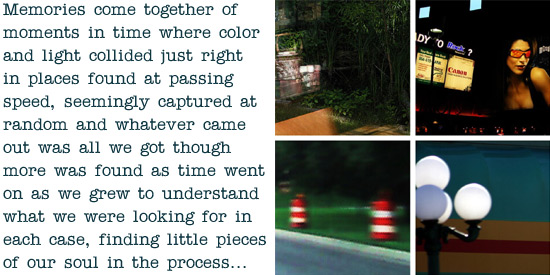 Memories come together of
moments in time where color
and light collided just right
in places found at passing
speed, seemingly captured at
random and whatever came
out was all we got though
more was found as time went
on as we grew to understand
what we were looking for in
each case, finding little pieces
of our soul in the process...
DY TO Rock ?
Canon